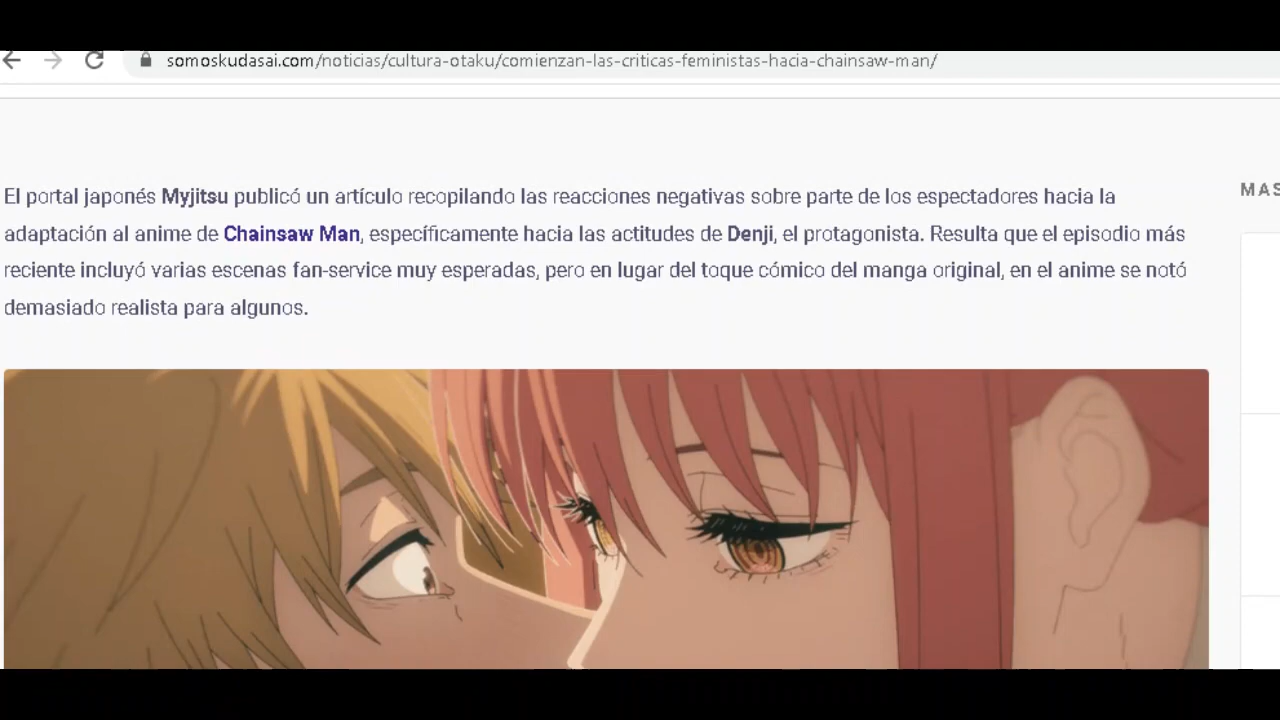 somoskudasai.com/noticias/cultura-otaku/comienzan-las-criticas-feministas-hacia-chainsaw-man/
El portal japonés Myjitsu publicó un artículo recopilando las reacciones negativas sobre parte de los espectadores hacia la
adaptación al anime de Chainsaw Man, específicamente hacia las actitudes de Denji, el protagonista. Resulta que el episodio más
reciente incluyó varias escenas fan-service muy esperadas, pero en lugar del toque cómico del manga original, en el anime se notó
demasiado realista para algunos.
MAS